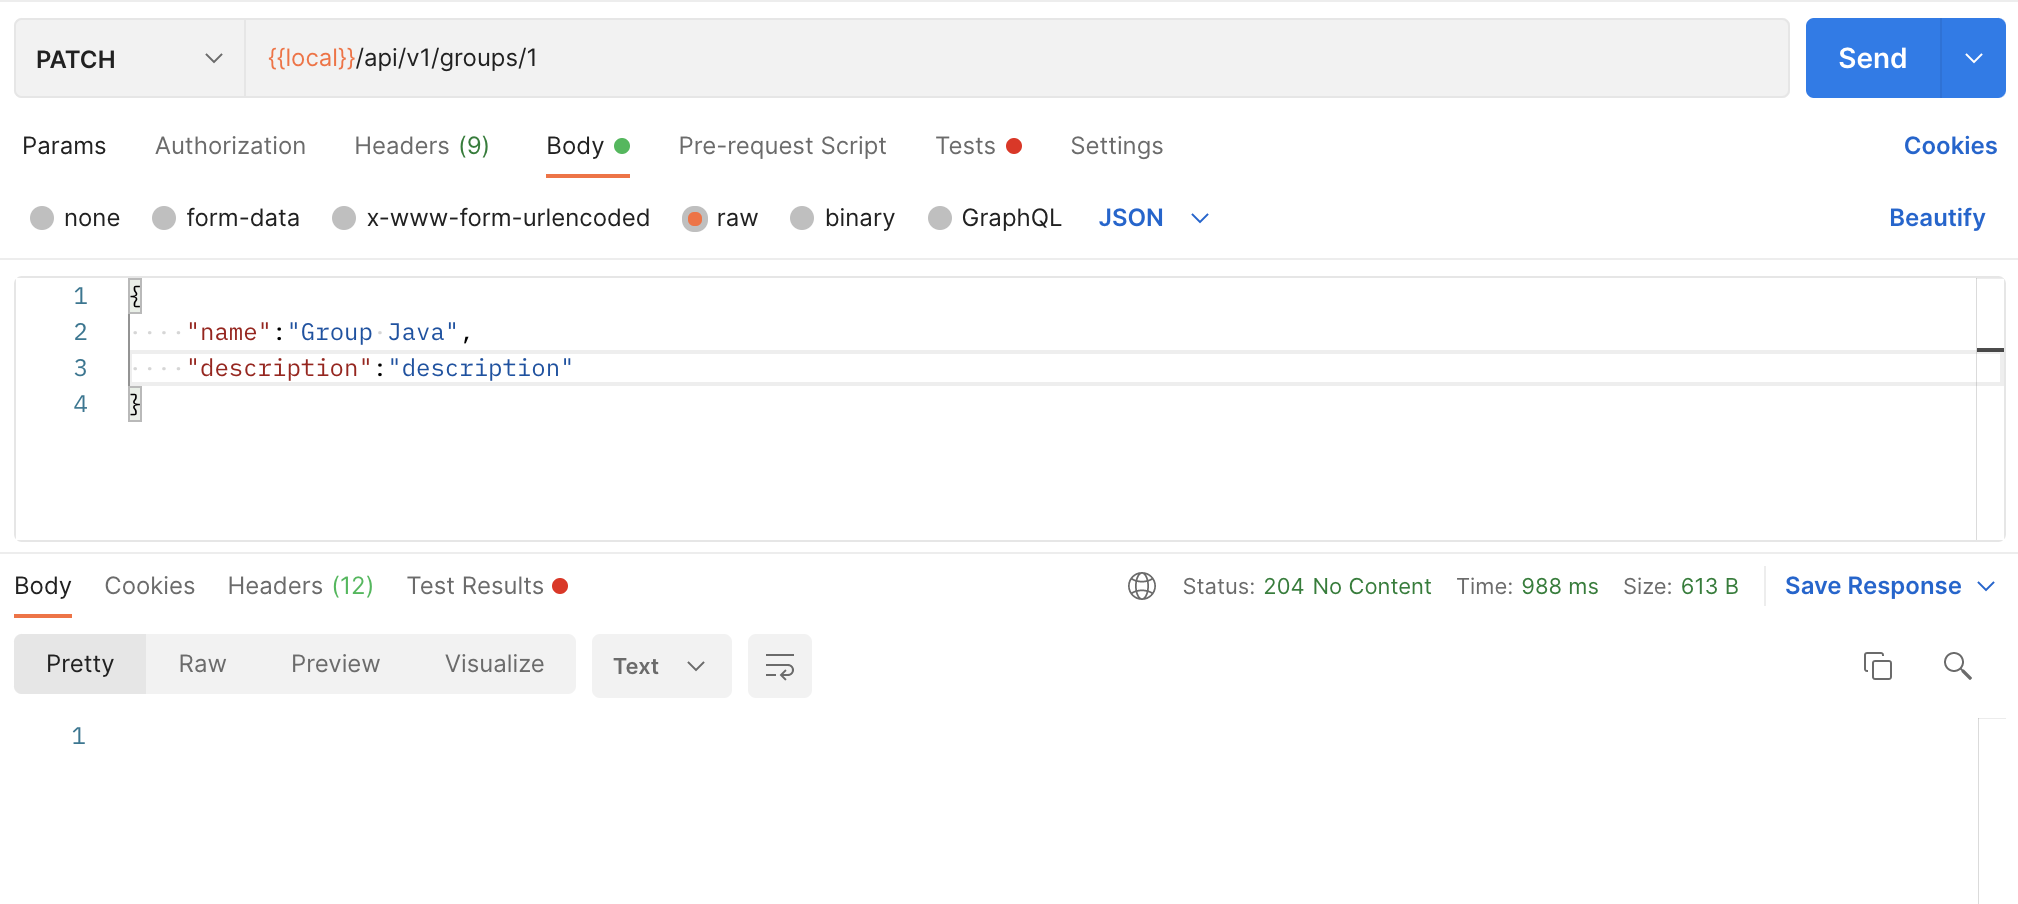 PATCH {{local}}/api/v1/groups/1 Send
Params Authorization Headers (9) Body Pre-request Script Tests Settings Cookies
none form-data x-www-form-urlencoded raw binary GraphQL JSON Beautify
1 {
2 "name":"Group Java",
3 "description":"description"
4 }
Body Cookies Headers (12) Test Results Status: 204 No Content Time: 988 ms Size: 613 B Save Response
Pretty Raw Preview Visualize Text
1